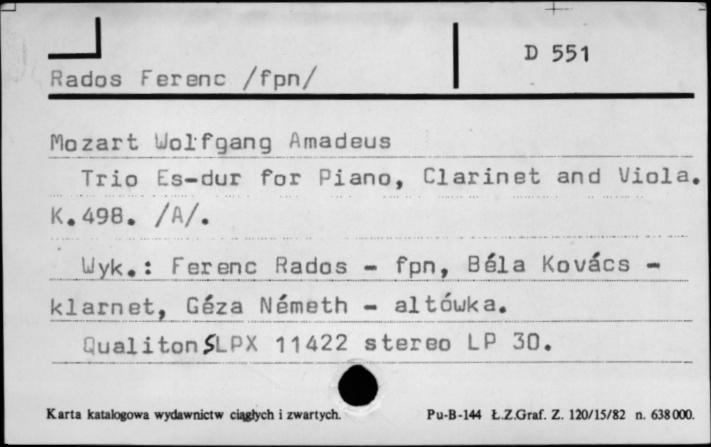 D 551
Rados Ferenc /fpn/
Mozart Wolfgang Amadeus
Trio Es-dur for Piano, Clarinet and Viola.
K.498. /A/.
Wyk.: Ferenc Rados - fpn, Béla Kovács -
klarnet, Géza Németh - altówka.
Qualiton SLPX 11422 stereo LP 30.
Karta katalogowa wydawnictw ciągłych i zwartych. Pu-B-144 Ł.Z.Graf. Z. 120/15/82 n. 638000.